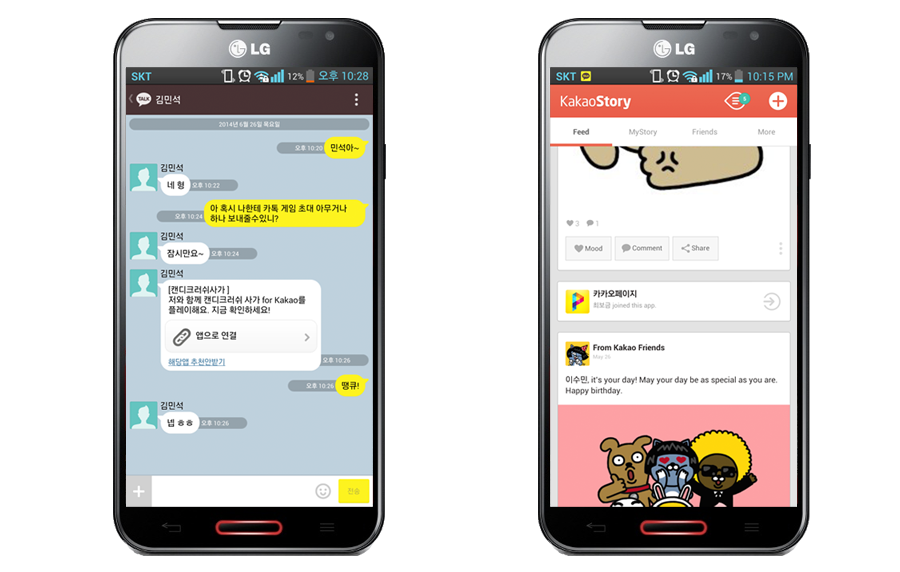 LG
SKT 12% 오후 10:28
TALK 김민석
2014년 6월 26일 목요일
오후 10:20 민석아~
김민석
네 형 오후 10:22
오후 10:24 아 혹시 나한테 카톡 게임 초대 아무거나
하나 보내줄수있니?
김민석
잠시만요~ 오후 10:24
김민석
[캔디크러쉬사가 ]
저와 함께 캔디크러쉬 사가 for Kakao를
플레이해요. 지금 확인하세요!
앱으로 연결
해당앱 추천안받기 오후 10:26
오후 10:26 땡큐!
김민석
넵 ㅎㅎ 오후 10:26
전송
LG
SKT 17% 10:15 PM
KakaoStory
Feed MyStory Friends More
3 1
Mood Comment Share
카카오페이지
최보금 joined this app.
From Kakao Friends
May 26
이수민, it's your day! May your day be as special as you are.
Happy birthday.